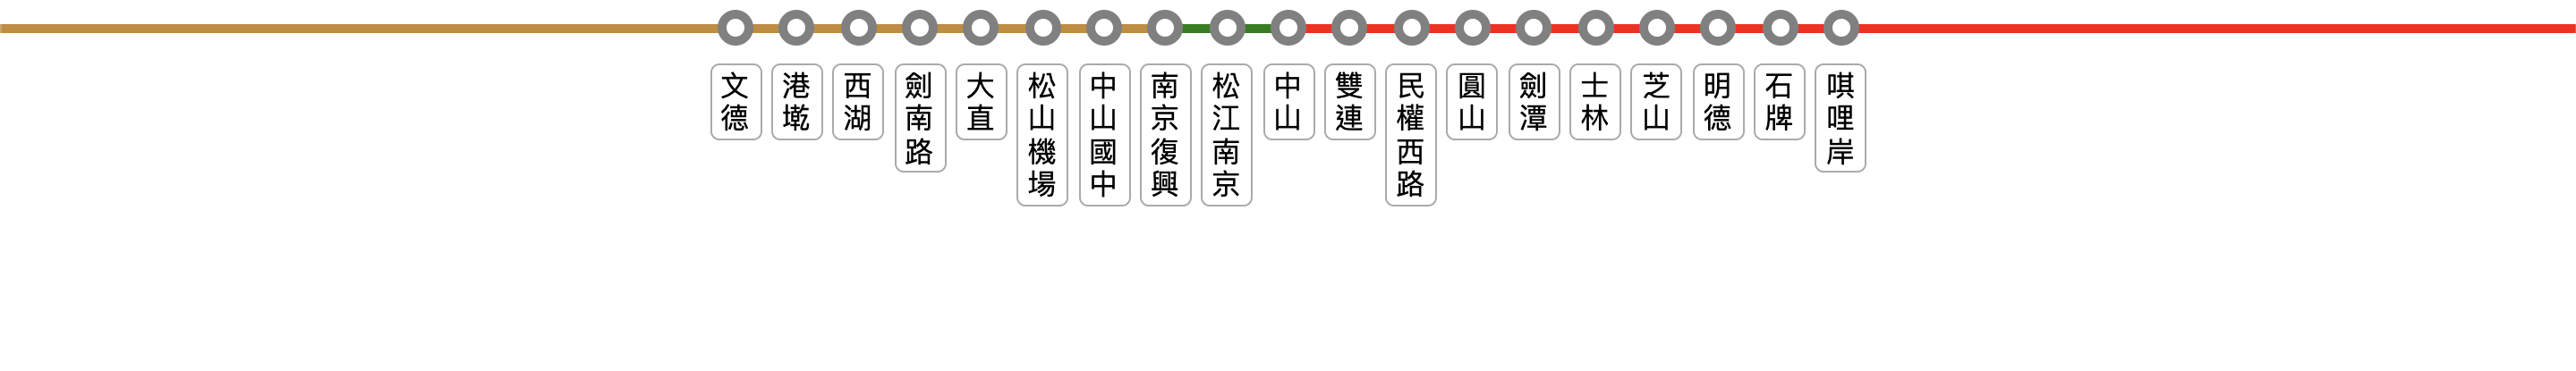 文德
港墘
西湖
劍南路
大直
松山機場
中山國中
南京復興
松江南京
中山
雙連
民權西路
圓山
劍潭
士林
芝山
明德
石牌
唭哩岸